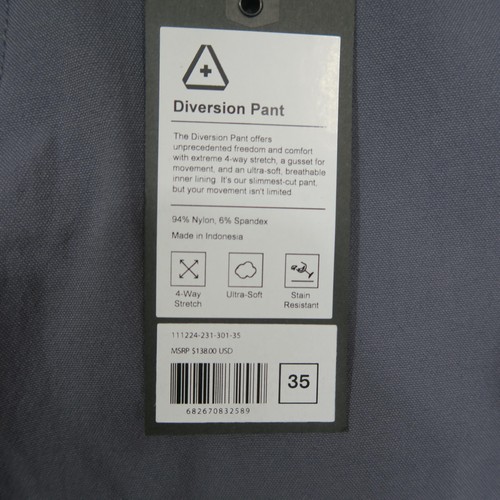 Diversion Pant
The Diversion Pant offers
unprecedented freedom and comfort
with extreme 4-way stretch, a gusset for
movement, and an ultra-soft, breathable
inner lining. It's our slimmest-cut pant,
but your movement isn't limited
94% Nylon, 6% Spandex
Made in Indonesia
4-Way
Stretch
Ultra-Soft
Stain
Resistant
111224-231-301-35
MSRP $138.00 USD
35
682670832589